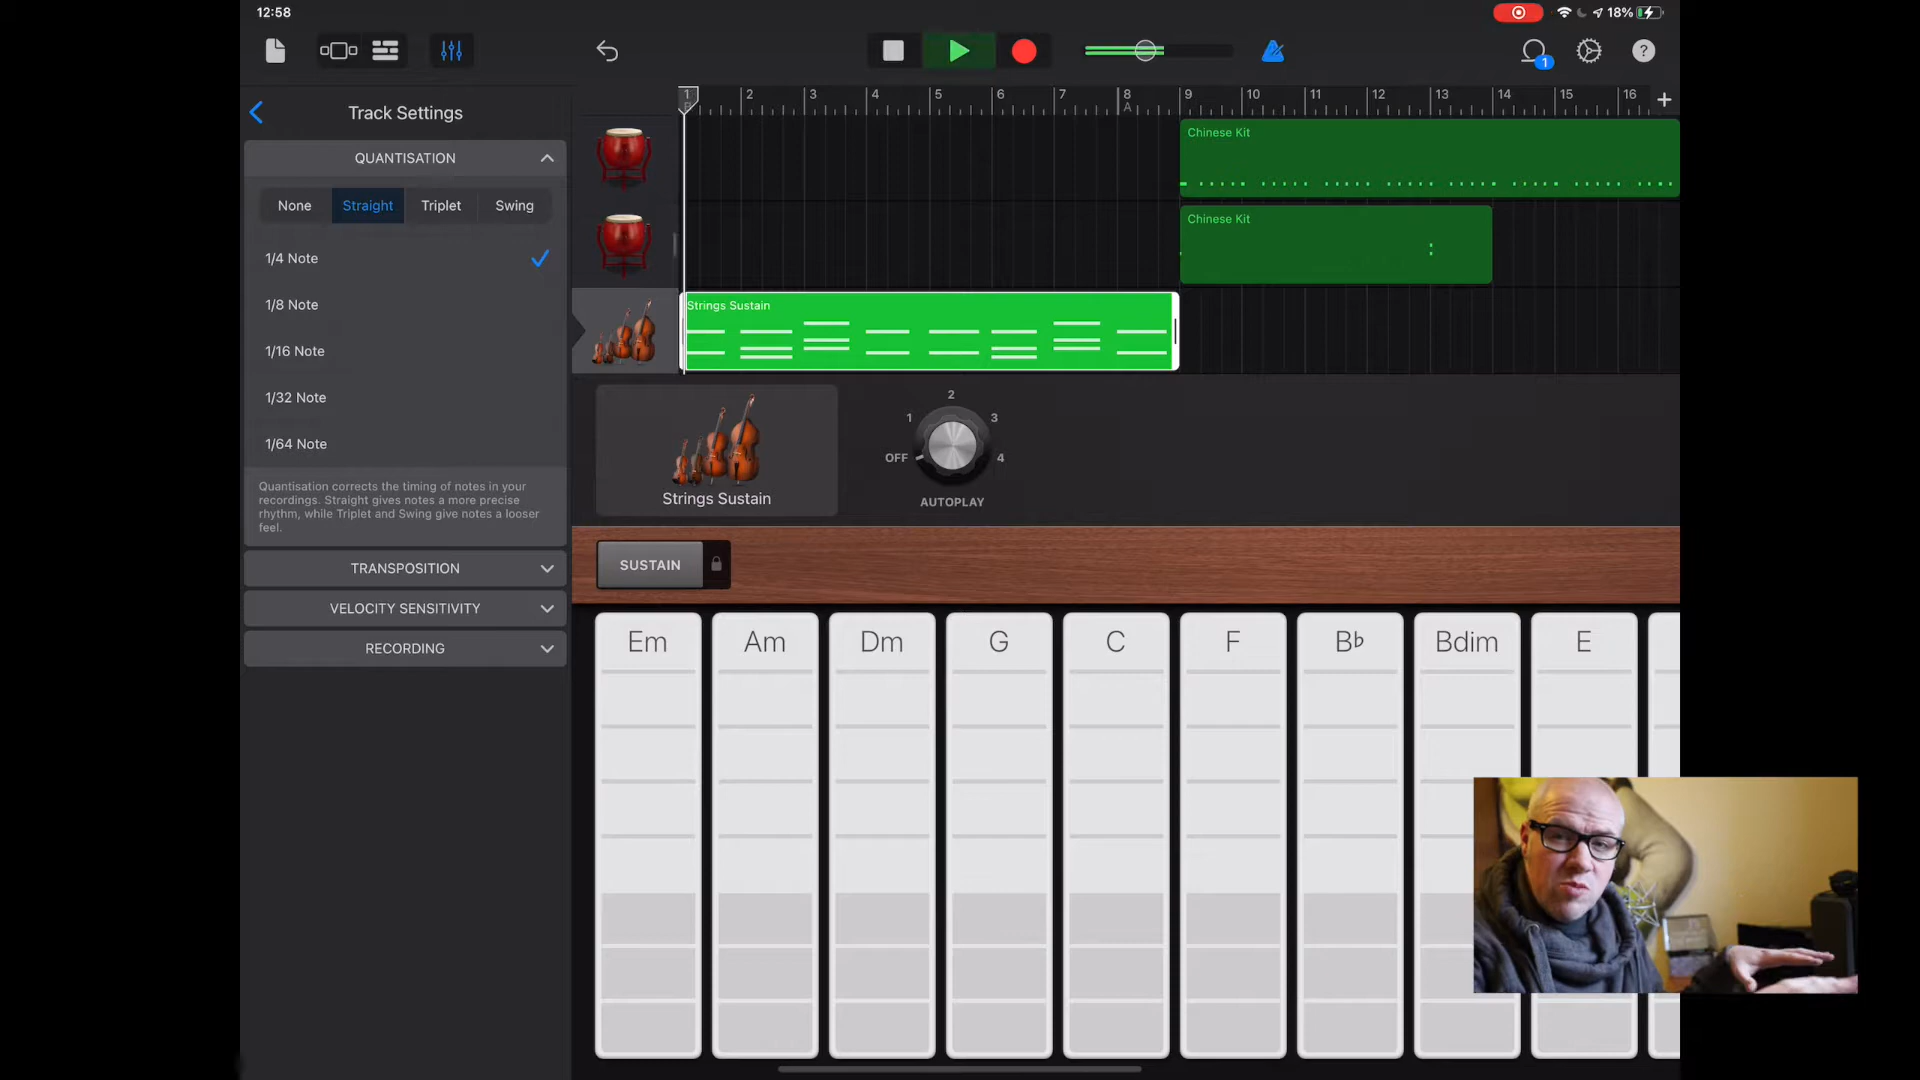 12:58
18%
1
?
Track Settings
QUANTISATION
None
Straight
Triplet
Swing
1/4 Note
1/8 Note
1/16 Note
1/32 Note
1/64 Note
Quantisation corrects the timing of notes in your
recordings. Straight gives notes a more precise
rhythm, while Triplet and Swing give notes a looser
feel.
TRANSPOSITION
VELOCITY SENSITIVITY
RECORDING
1 2 3 4 5 6 7 8 9 10 11 12 13 14 15 16 +
B
A
Chinese Kit
Chinese Kit
Strings Sustain
Strings Sustain
OFF
1
2
3
4
AUTOPLAY
SUSTAIN
Em Am Dm G C F B♭ Bdim E